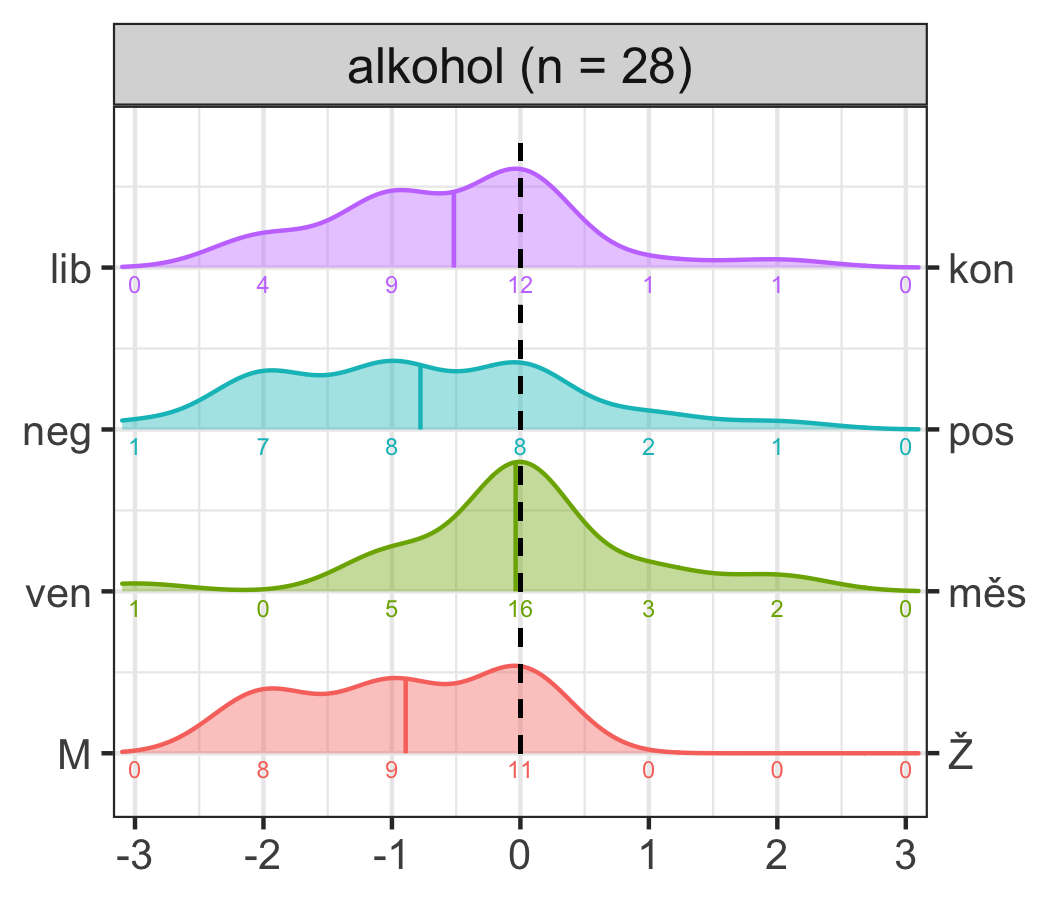 alkohol (n = 28)
lib kon
0 4 9 12 1 1 0
neg pos
1 7 8 8 2 1 0
ven měs
1 0 5 16 3 2 0
M Ž
0 8 9 11 0 0 0
-3 -2 -1 0 1 2 3